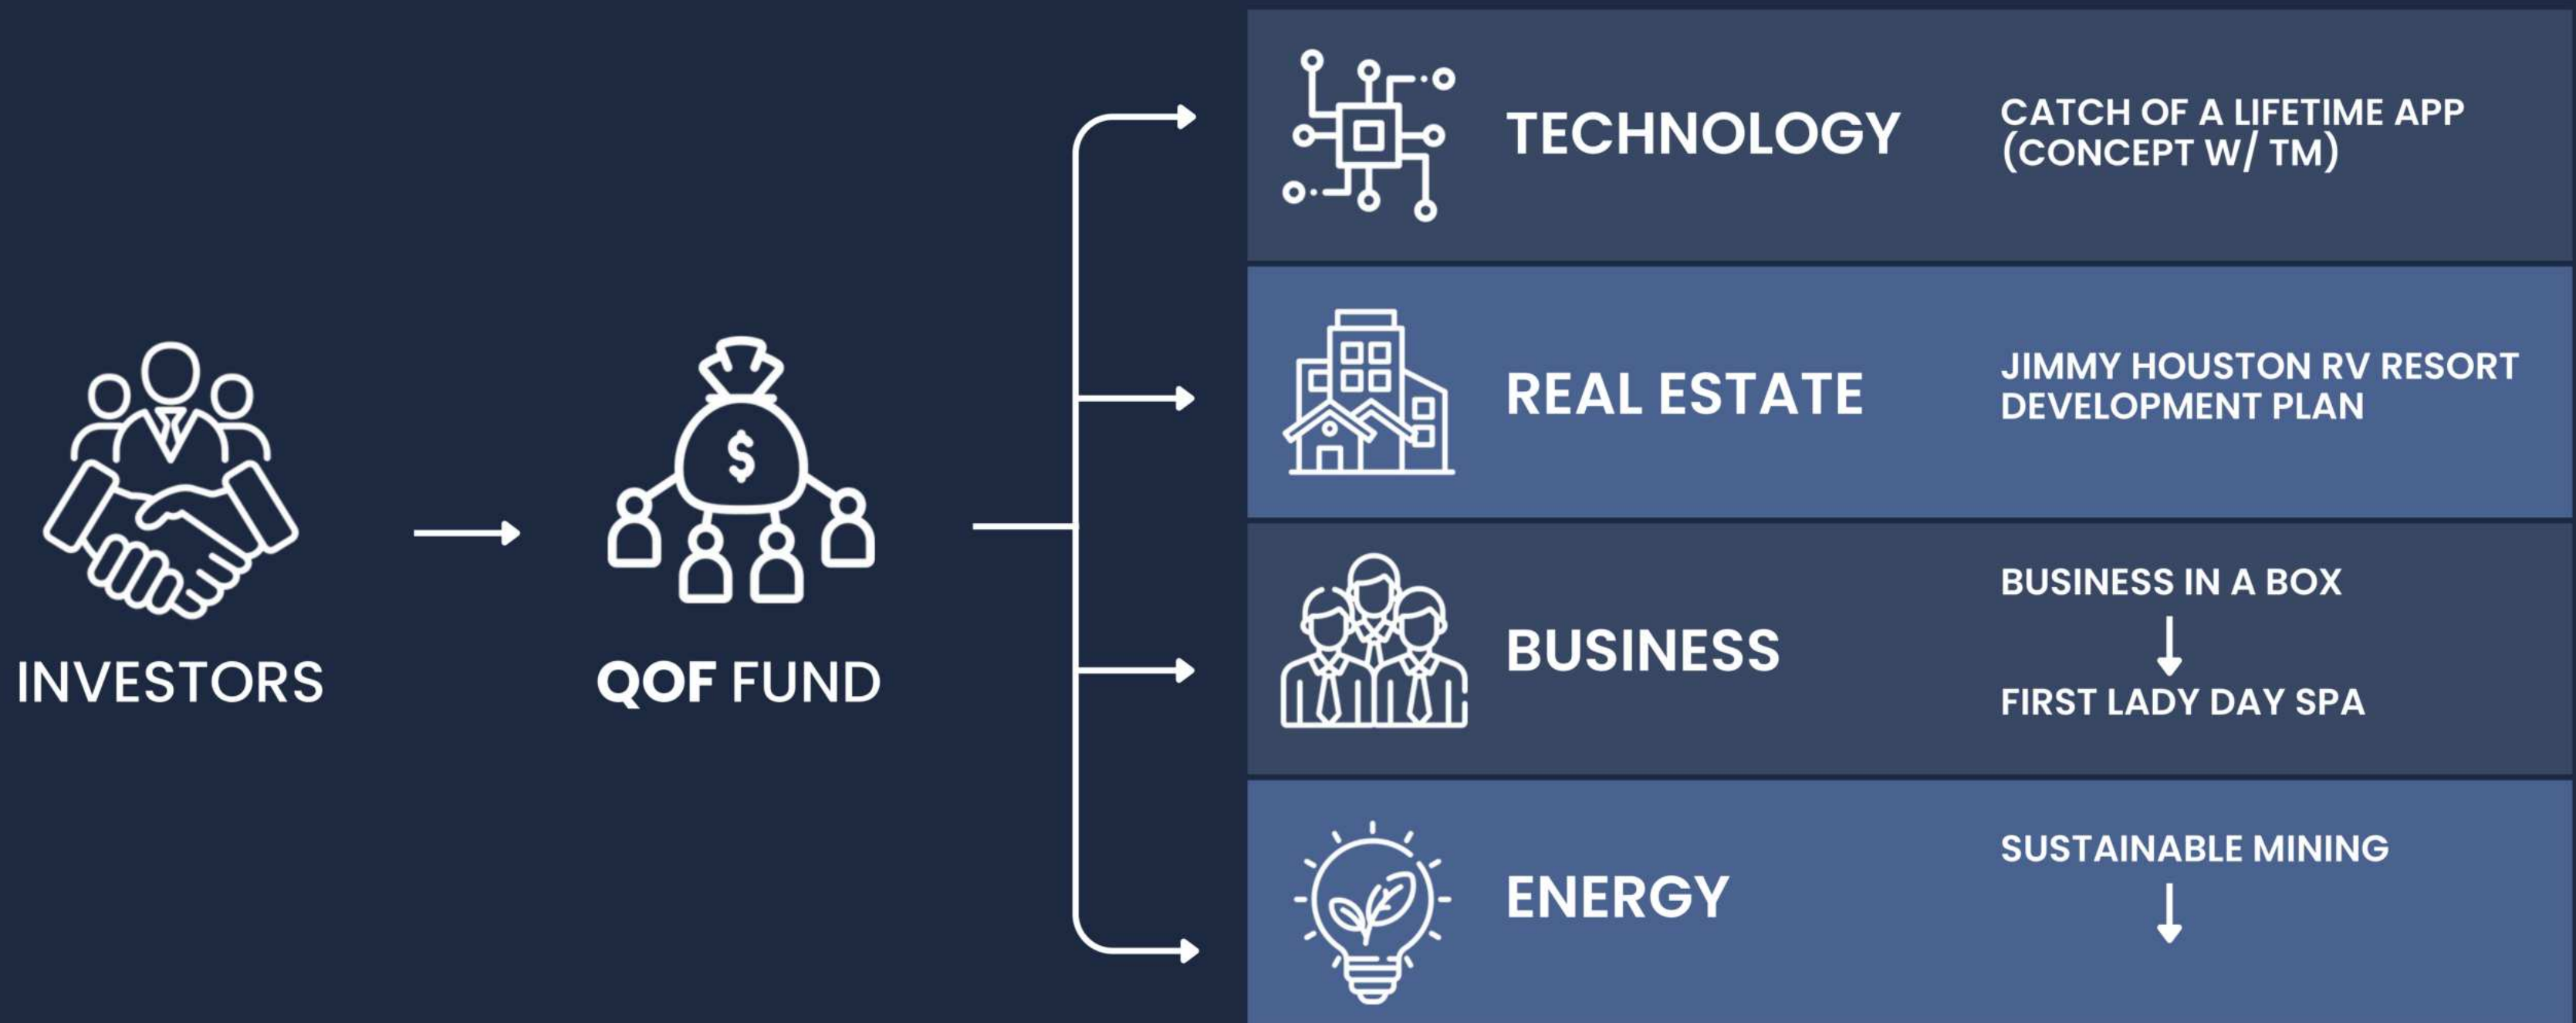 INVESTORS
QOF FUND
$
TECHNOLOGY
CATCH OF A LIFETIME APP
(CONCEPT W/ TM)
REAL ESTATE
JIMMY HOUSTON RV RESORT
DEVELOPMENT PLAN
BUSINESS
BUSINESS IN A BOX
FIRST LADY DAY SPA
ENERGY
SUSTAINABLE MINING